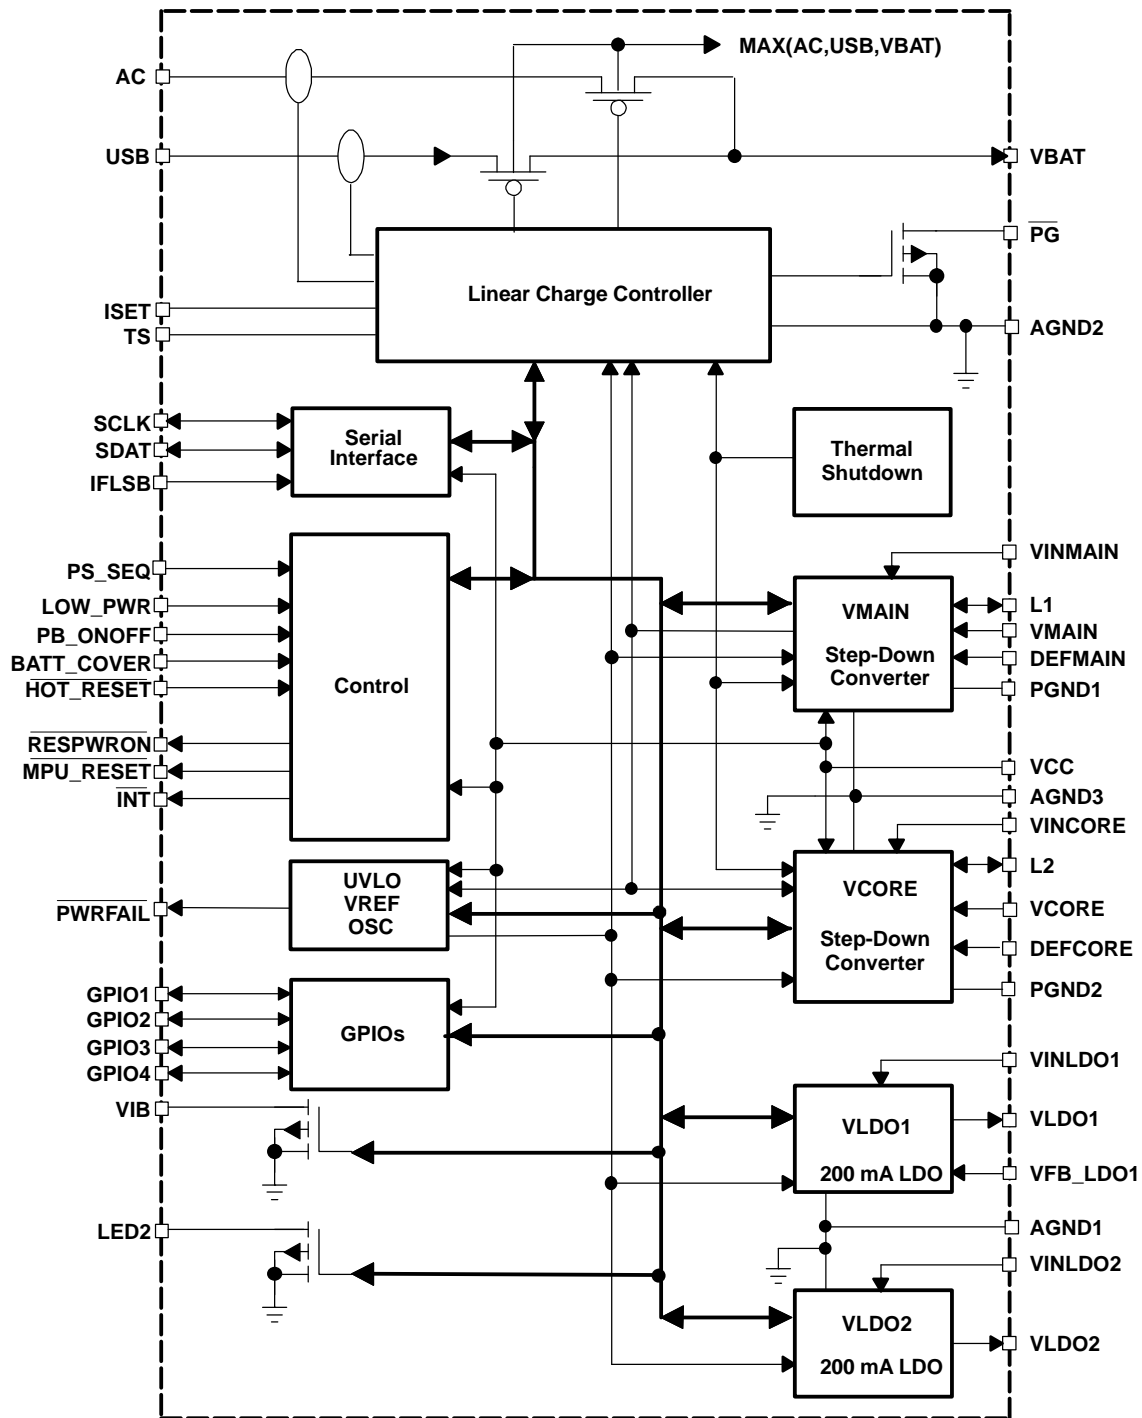 MAX(AC,USB,VBAT)
AC
USB
VBAT
PG
Linear Charge Controller
ISET
TS
AGND2
SCLK
SDAT
IFLSB
Serial
Interface
Thermal
Shutdown
PS_SEQ
LOW_PWR
PB_ONOFF
BATT_COVER
HOT_RESET
RESPWRON
MPU_RESET
INT
Control
VINMAIN
VMAIN
Step-Down
Converter
L1
VMAIN
DEFMAIN
PGND1
VCC
AGND3
VINCORE
PWRFAIL
UVLO
VREF
OSC
VCORE
Step-Down
Converter
L2
VCORE
DEFCORE
PGND2
GPIO1
GPIO2
GPIO3
GPIO4
GPIOs
VIB
VINLDO1
VLDO1
200 mA LDO
VLDO1
VFB_LDO1
LED2
AGND1
VINLDO2
VLDO2
200 mA LDO
VLDO2